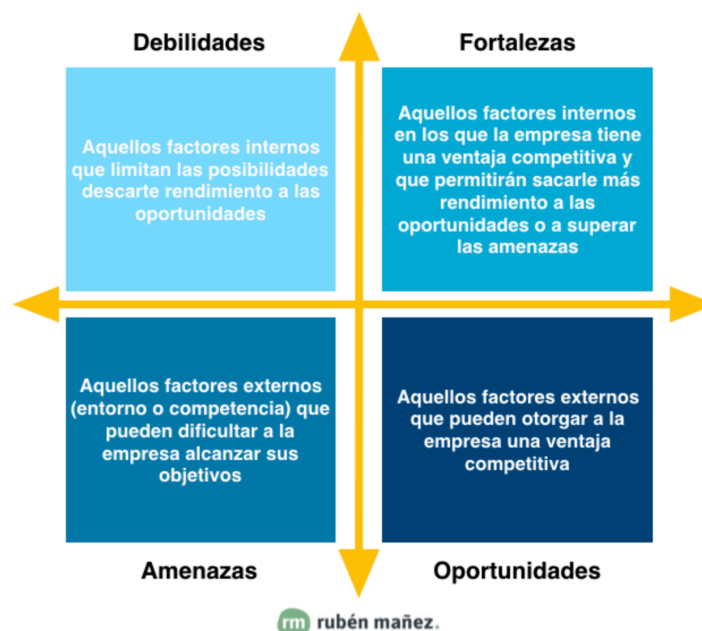 Debilidades
Fortalezas
Aquellos factores internos
que limitan las posibilidades
descarte rendimiento a las
oportunidades
Aquellos factores internos
en los que la empresa tiene
una ventaja competitiva y
que permitirán sacarle más
rendimiento a las
oportunidades o a superar
las amenazas
Aquellos factores externos
(entorno o competencia) que
pueden dificultar a la
empresa alcanzar sus
objetivos
Aquellos factores externos
que pueden otorgar a la
empresa una ventaja
competitiva
Amenazas
Oportunidades
rm rubén mañez.